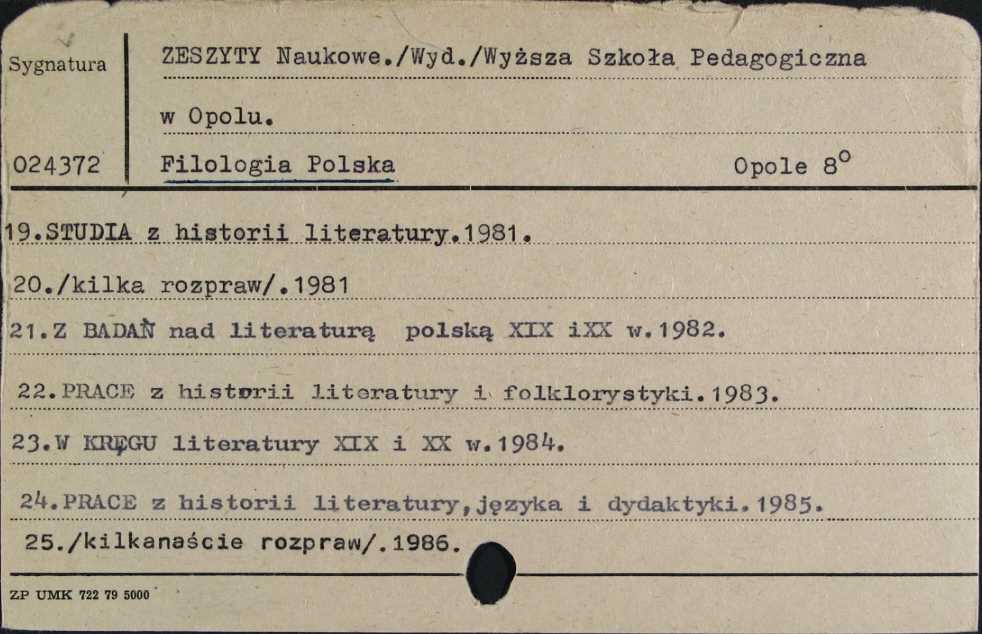 ZESZYTY Naukowe./Wyd./Wyższa Szkoła Pedagogiczna
Sygnatura
w Opolu.
024372 Filologia Polska Opole 8°
19.STUDIA z historii literatury.1981.
20./kilka rozpraw/.1981
21.Z BADAŃ nad literaturą polską XIX iXX w.1982.
22.PRACE z historii literatury i folklorystyki.1983.
23.W KRĘGU literatury XIX i XX w.1984.
24.PRACE z historii literatury,języka i dydaktyki.1985.
25./kilkanaście rozpraw/.1986.
ZP UMK 722 79 5000